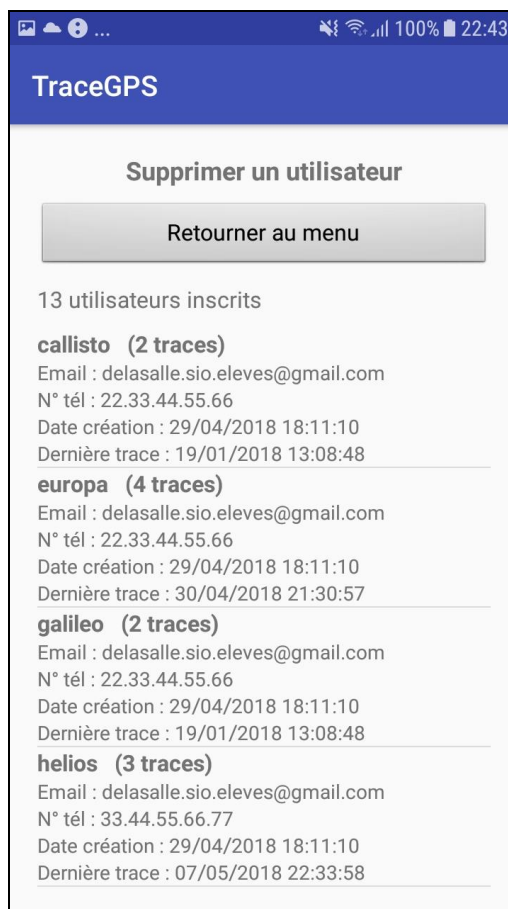 ... 100% 22:43
TraceGPS
Supprimer un utilisateur
Retourner au menu
13 utilisateurs inscrits
callisto (2 traces)
Email : delasalle.sio.eleves@gmail.com
N° tél : 22.33.44.55.66
Date création : 29/04/2018 18:11:10
Dernière trace : 19/01/2018 13:08:48
europa (4 traces)
Email : delasalle.sio.eleves@gmail.com
N° tél : 22.33.44.55.66
Date création : 29/04/2018 18:11:10
Dernière trace : 30/04/2018 21:30:57
galileo (2 traces)
Email : delasalle.sio.eleves@gmail.com
N° tél : 22.33.44.55.66
Date création : 29/04/2018 18:11:10
Dernière trace : 19/01/2018 13:08:48
helios (3 traces)
Email : delasalle.sio.eleves@gmail.com
N° tél : 33.44.55.66.77
Date création : 29/04/2018 18:11:10
Dernière trace : 07/05/2018 22:33:58